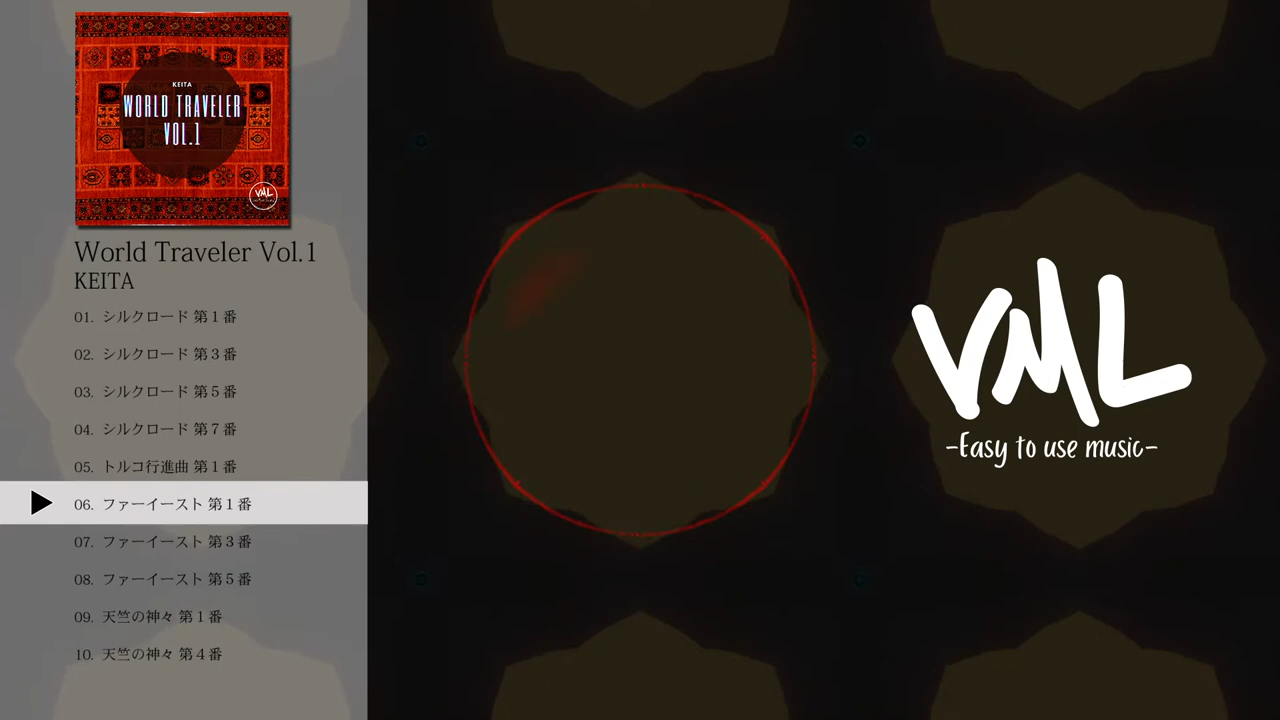 KEITA
WORLD TRAVELER
VOL.1
VML
World Traveler Vol.1
KEITA
01. シルクロード 第1番
02. シルクロード 第3番
03. シルクロード 第5番
04. シルクロード 第7番
05. トルコ行進曲 第1番
06. ファーイースト 第1番
07. ファーイースト 第3番
08. ファーイースト 第5番
09. 天竺の神々 第1番
10. 天竺の神々 第4番
VML
-Easy to use music-